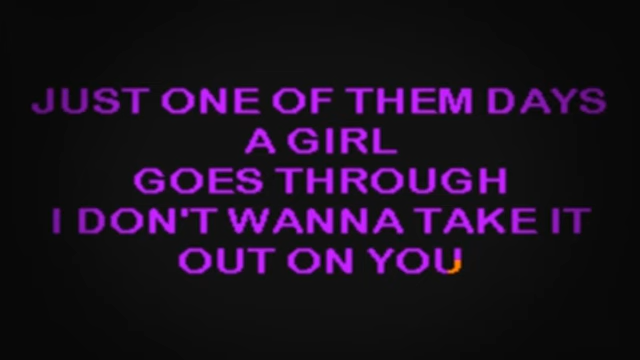 JUST ONE OF THEM DAYS
A GIRL
GOES THROUGH
I DON'T WANNA TAKE IT
OUT ON YOU